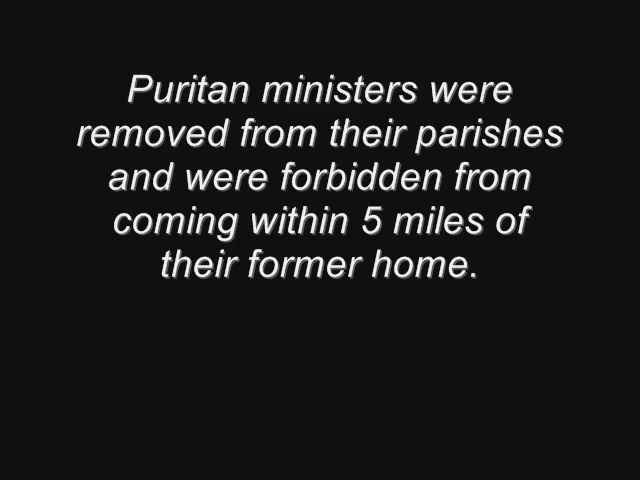 Puritan ministers were
removed from their parishes
and were forbidden from
coming within 5 miles of
their former home.